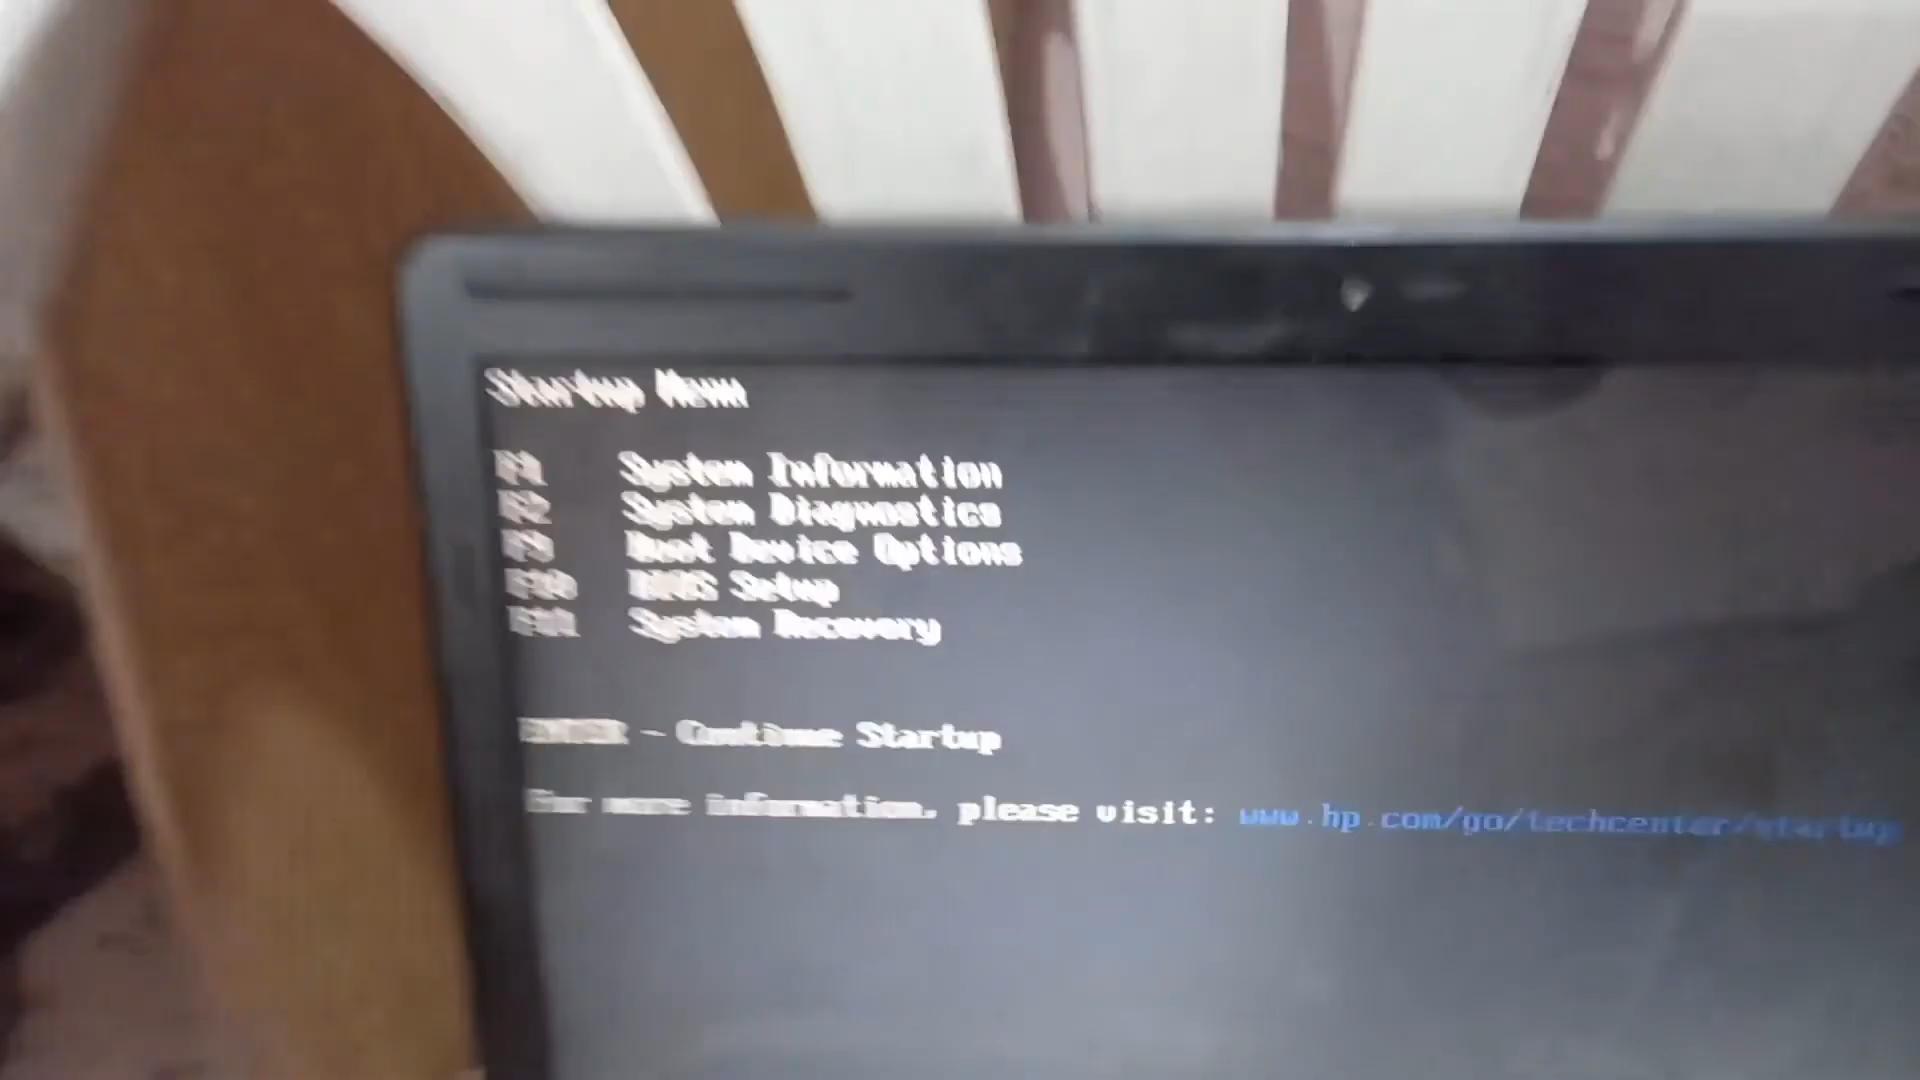 Startup Menu
F1 System Information
F2 System Diagnostics
F9 Boot Device Options
F10 BIOS Setup
F11 System Recovery
ENTER - Continue Startup
For more information, please visit: www.hp.com/go/techcenter/startup